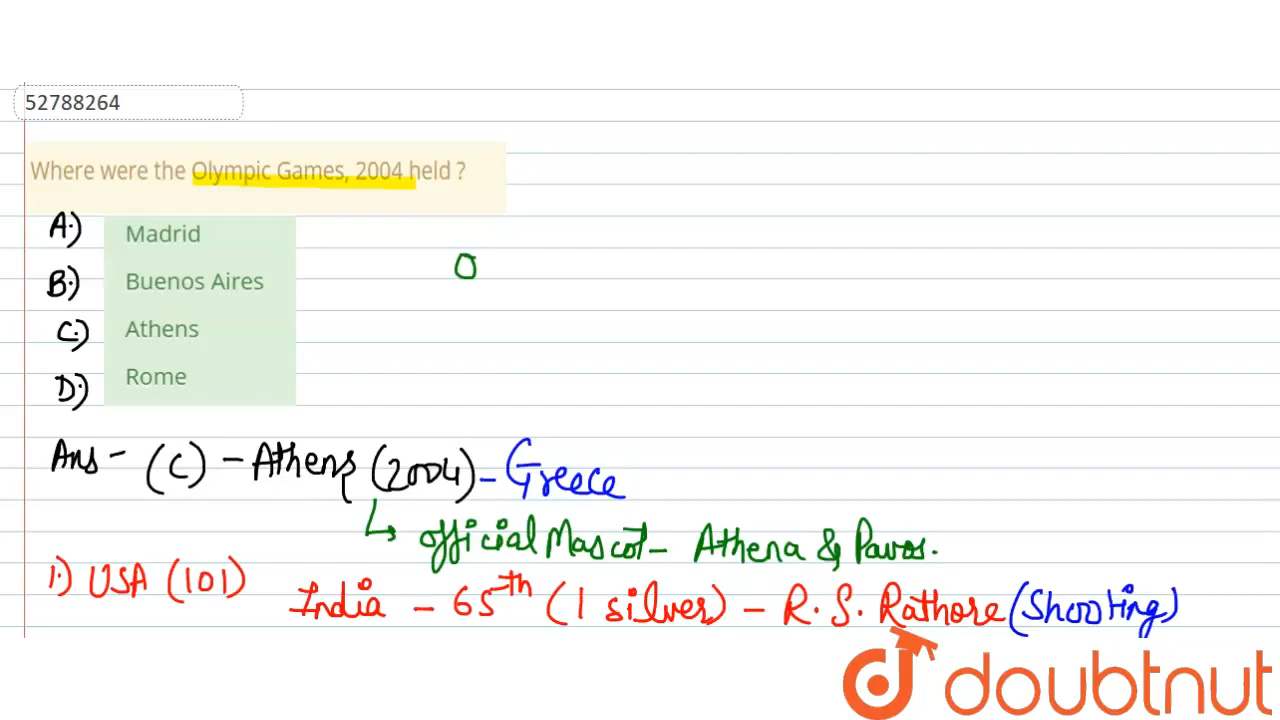 52788264
Where were the Olympic Games, 2004 held ?
A.) Madrid
B.) Buenos Aires
C.) Athens
D.) Rome
O
Ans - (C) - Athens (2004) - Greece
↳ official Mascot - Athena & Pavos.
1.) USA (101)
India - 65th (1 silver) - R. S. Rathore (Shooting)
doubtnut